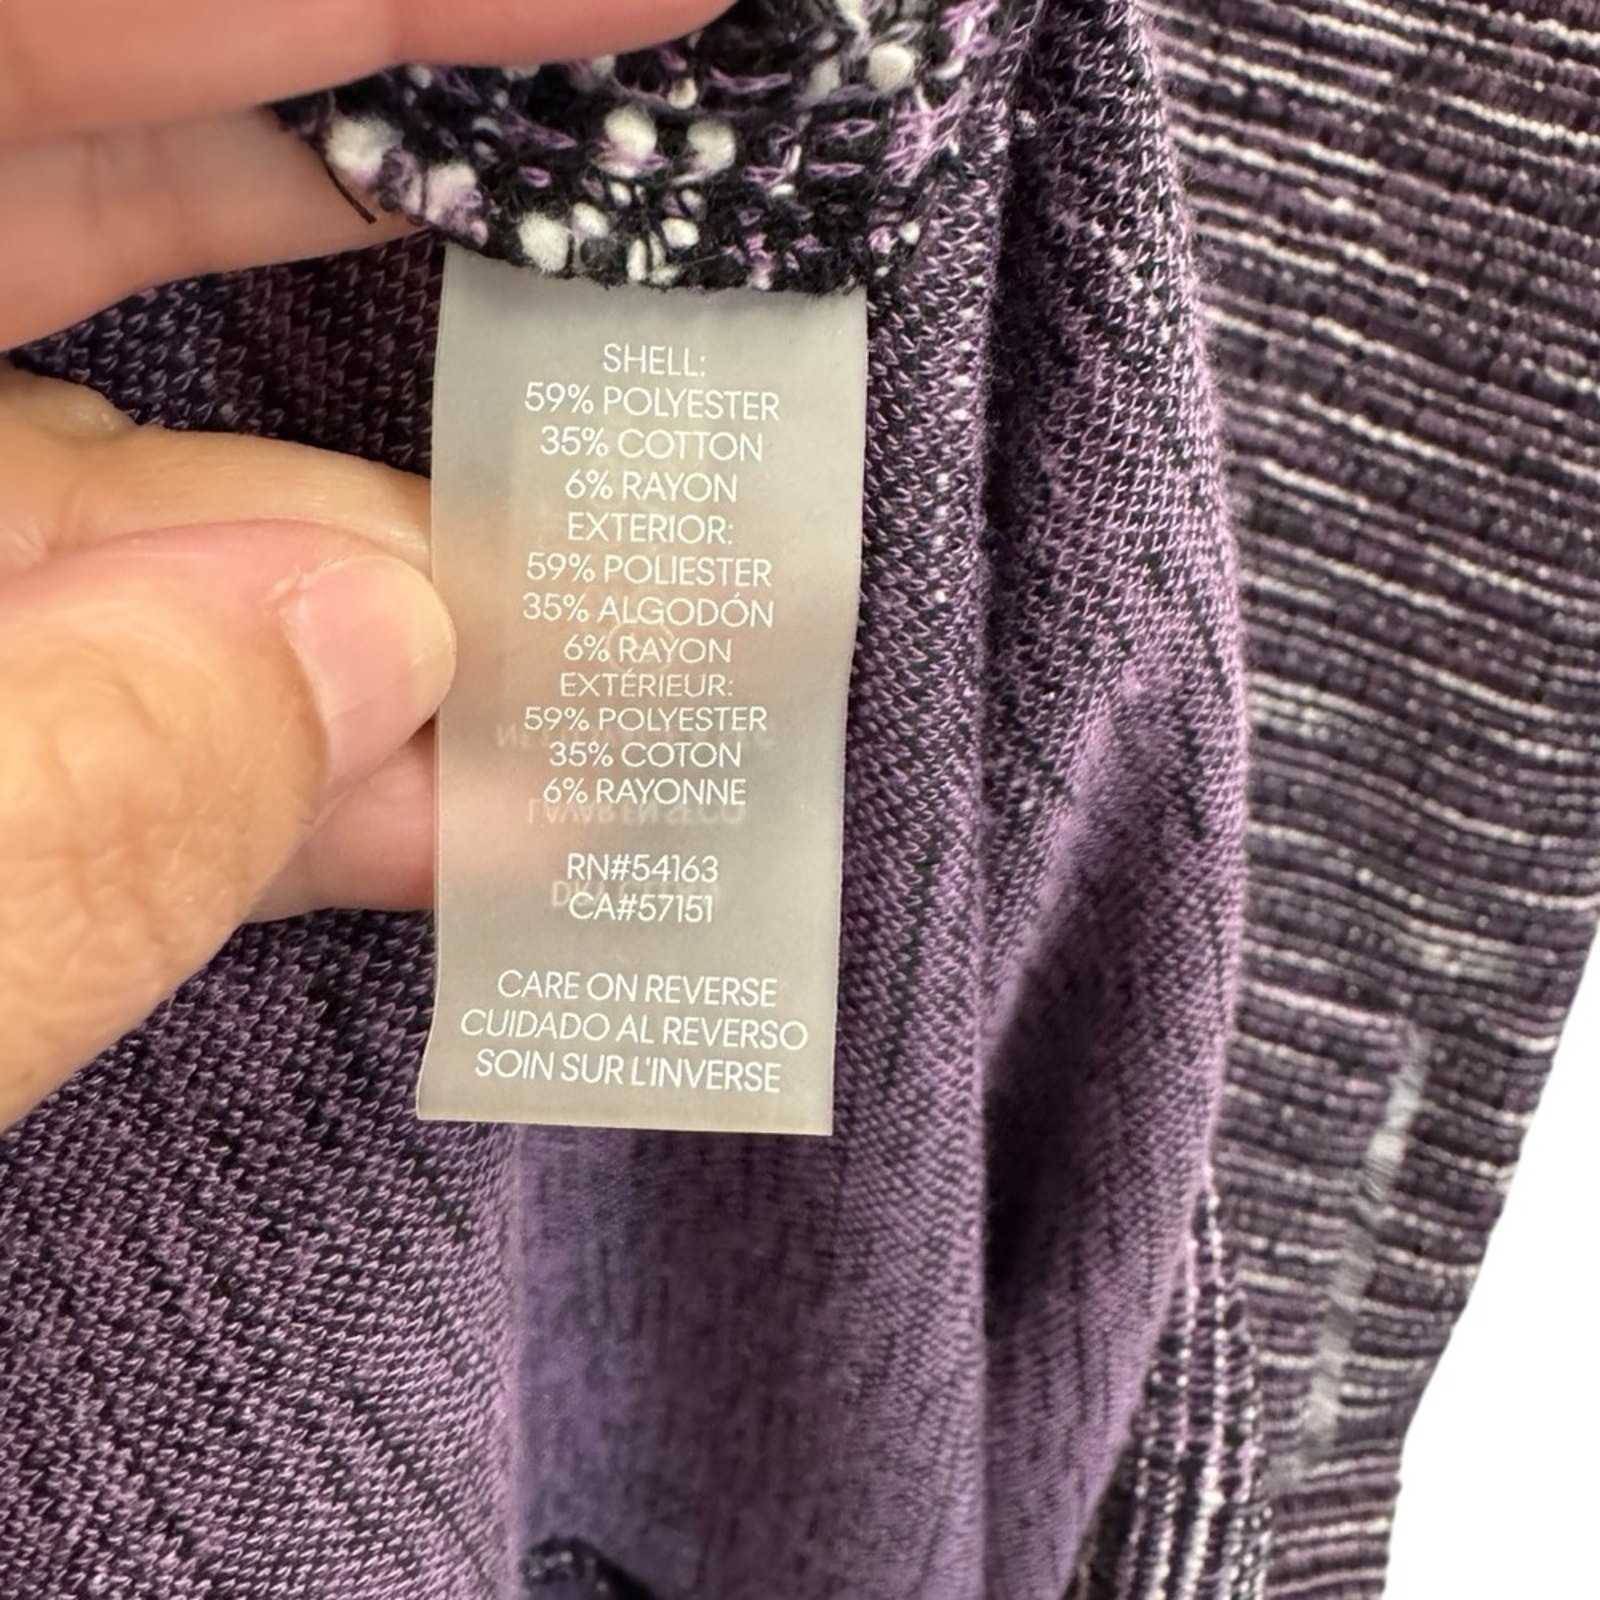 SHELL:
59% POLYESTER
35% COTTON
6% RAYON
EXTERIOR:
59% POLIESTER
35% ALGODÓN
6% RAYON
EXTÉRIEUR:
59% POLYESTER
35% COTON
6% RAYONNE
RN#54163
CA#57151
CARE ON REVERSE
CUIDADO AL REVERSO
SOIN SUR L'INVERSE